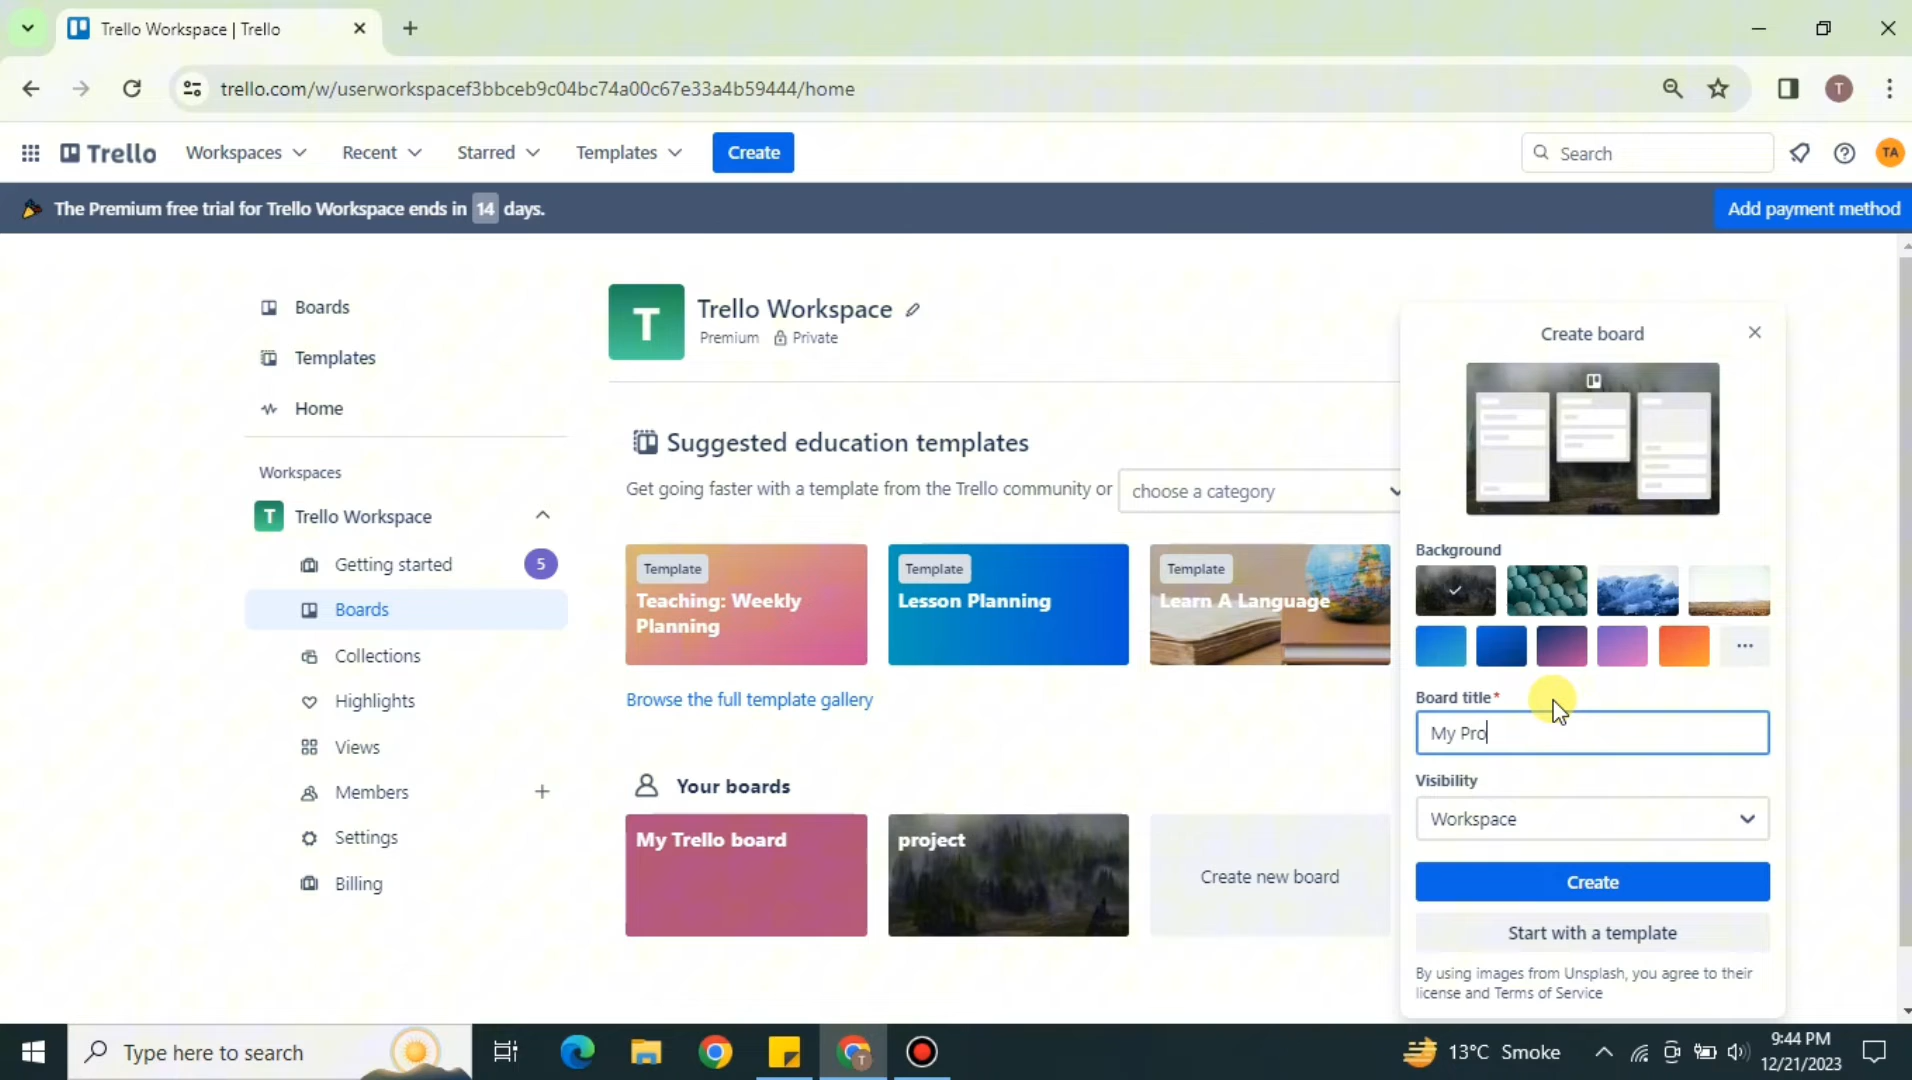 Trello Workspace | Trello
trello.com/w/userworkspacef3bbceb9c04bc74a00c67e33a4b59444/home
T
Trello
Workspaces
Recent
Starred
Templates
Create
Search
TA
The Premium free trial for Trello Workspace ends in 14 days.
Add payment method
Boards
Templates
Home
Workspaces
T Trello Workspace
Getting started 5
Boards
Collections
Highlights
Views
Members
Settings
Billing
T
Trello Workspace
Premium Private
Suggested education templates
Get going faster with a template from the Trello community or choose a category
Template
Teaching: Weekly
Planning
Template
Lesson Planning
Template
Learn A Language
Browse the full template gallery
Your boards
My Trello board
project
Create new board
Create board
Background
Board title*
My Pro
Visibility
Workspace
Create
Start with a template
By using images from Unsplash, you agree to their
license and Terms of Service
Type here to search
T
13°C Smoke
9:44 PM
12/21/2023